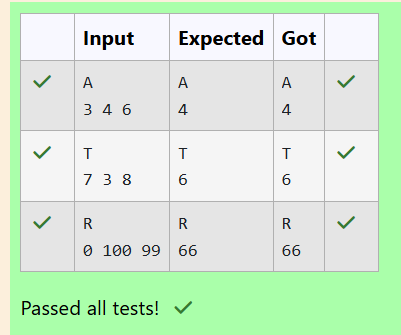 Input Expected Got
A A A
3 4 6 4 4
T T T
7 3 8 6 6
R R R
0 100 99 66 66
Passed all tests!